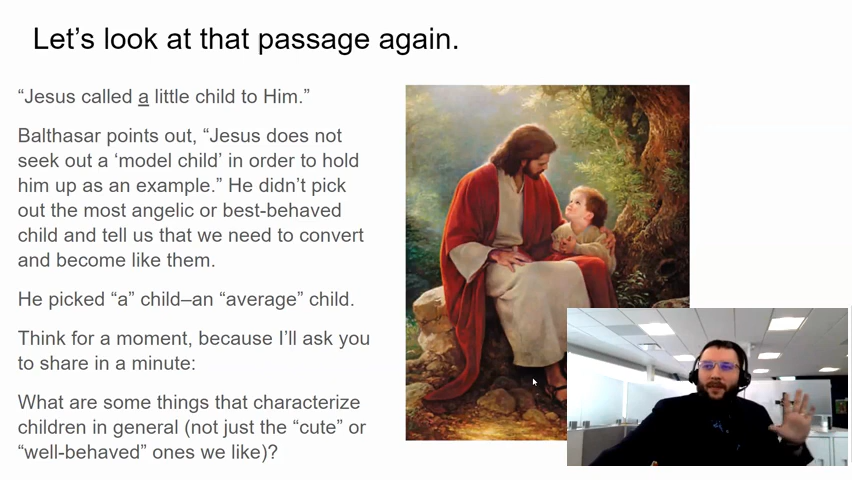 Let’s look at that passage again.
“Jesus called a little child to Him.”
Balthasar points out, “Jesus does not
seek out a ‘model child’ in order to hold
him up as an example.” He didn’t pick
out the most angelic or best-behaved
child and tell us that we need to convert
and become like them.
He picked “a” child–an “average” child.
Think for a moment, because I’ll ask you
to share in a minute:
What are some things that characterize
children in general (not just the “cute” or
“well-behaved” ones we like)?